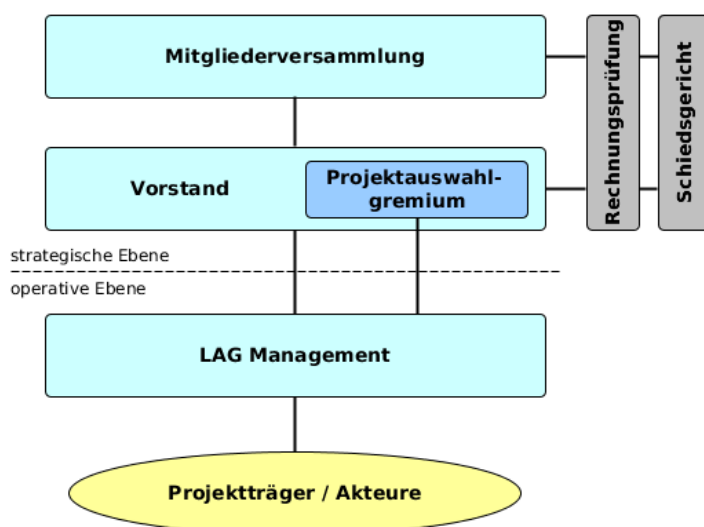 Mitgliederversammlung
Rechnungsprüfung
Schiedsgericht
Vorstand
Projektauswahl-
gremium
strategische Ebene
operative Ebene
LAG Management
Projektträger / Akteure